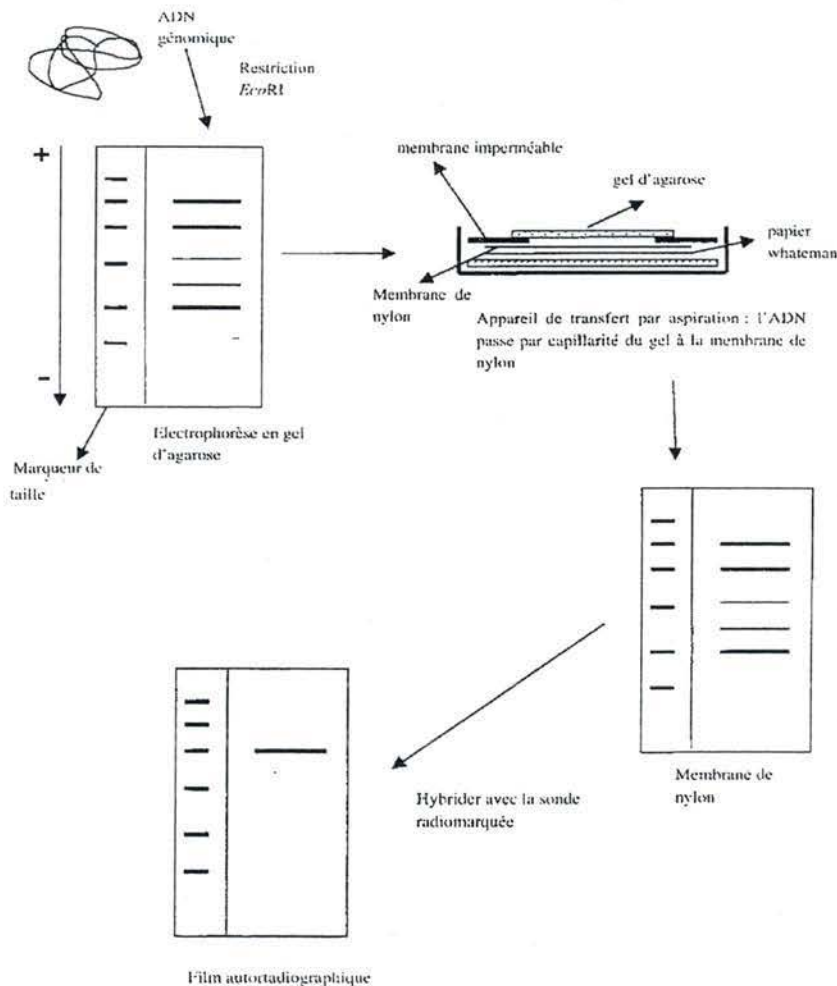 ADN
génomique
Restriction
EcoRI
+
membrane imperméable
gel d'agarose
papier
whateman
Membrane de
nylon
Appareil de transfert par aspiration : l'ADN
passe par capillarité du gel à la membrane de
nylon
-
Electrophorèse en gel
d'agarose
Marqueur de
taille
Membrane de
nylon
Hybrider avec la sonde
radiomarquée
Film autortadiographique